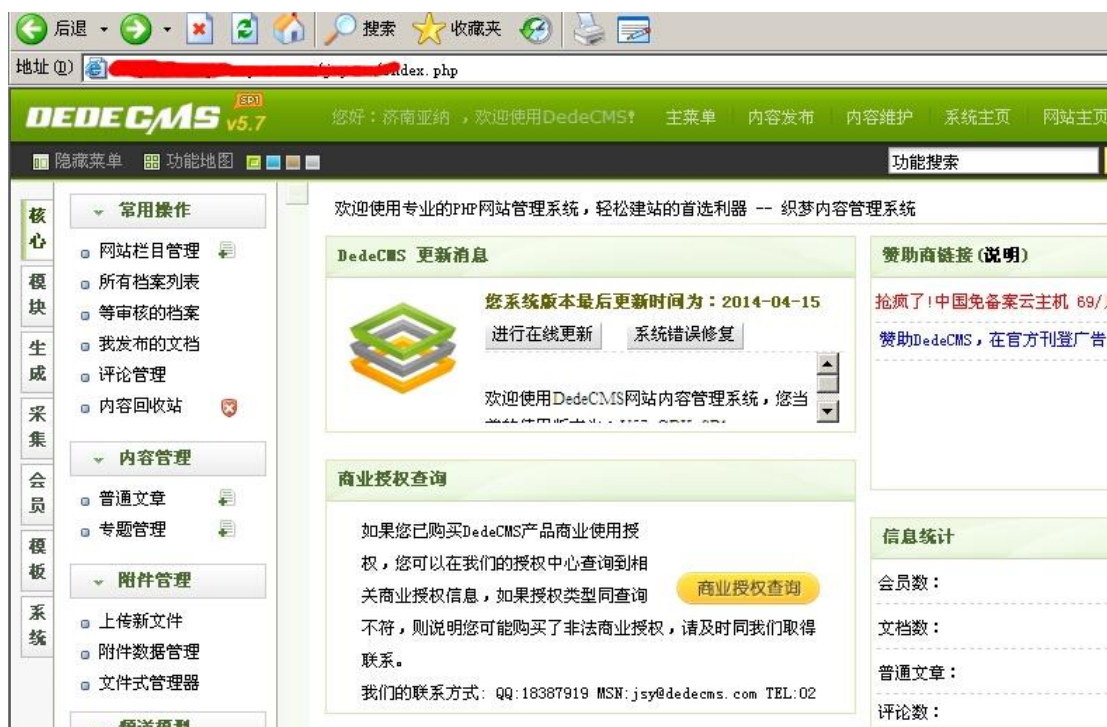 后退 搜索 收藏夹
地址(D) index.php
DEDECMS v5.7 SP1
您好：济南亚纳，欢迎使用DedeCMS! 主菜单 内容发布 内容维护 系统主页 网站主页
隐藏菜单 功能地图 功能搜索
核心
模块
生成
采集
会员
模板
系统
常用操作
网站栏目管理
所有档案列表
等审核的档案
我发布的文档
评论管理
内容回收站
内容管理
普通文章
专题管理
附件管理
上传新文件
附件数据管理
文件式管理器
频道模型
欢迎使用专业的PHP网站管理系统，轻松建站的首选利器 -- 织梦内容管理系统
DedeCMS 更新消息
您系统版本最后更新时间为：2014-04-15
进行在线更新 系统错误修复
欢迎使用DedeCMS网站内容管理系统，您当
商业授权查询
如果您已购买DedeCMS产品商业使用授
权，您可以在我们的授权中心查询到相
关商业授权信息，如果授权类型同查询
不符，则说明您可能购买了非法商业授权，请及时同我们取得
联系。
商业授权查询
我们的联系方式: QQ:18387919 MSN:jsy@dedecms.com TEL:02
赞助商链接(说明)
抢疯了!中国免备案云主机 69/
赞助DedeCMS，在官方刊登广告
信息统计
会员数：
文档数：
普通文章：
评论数：